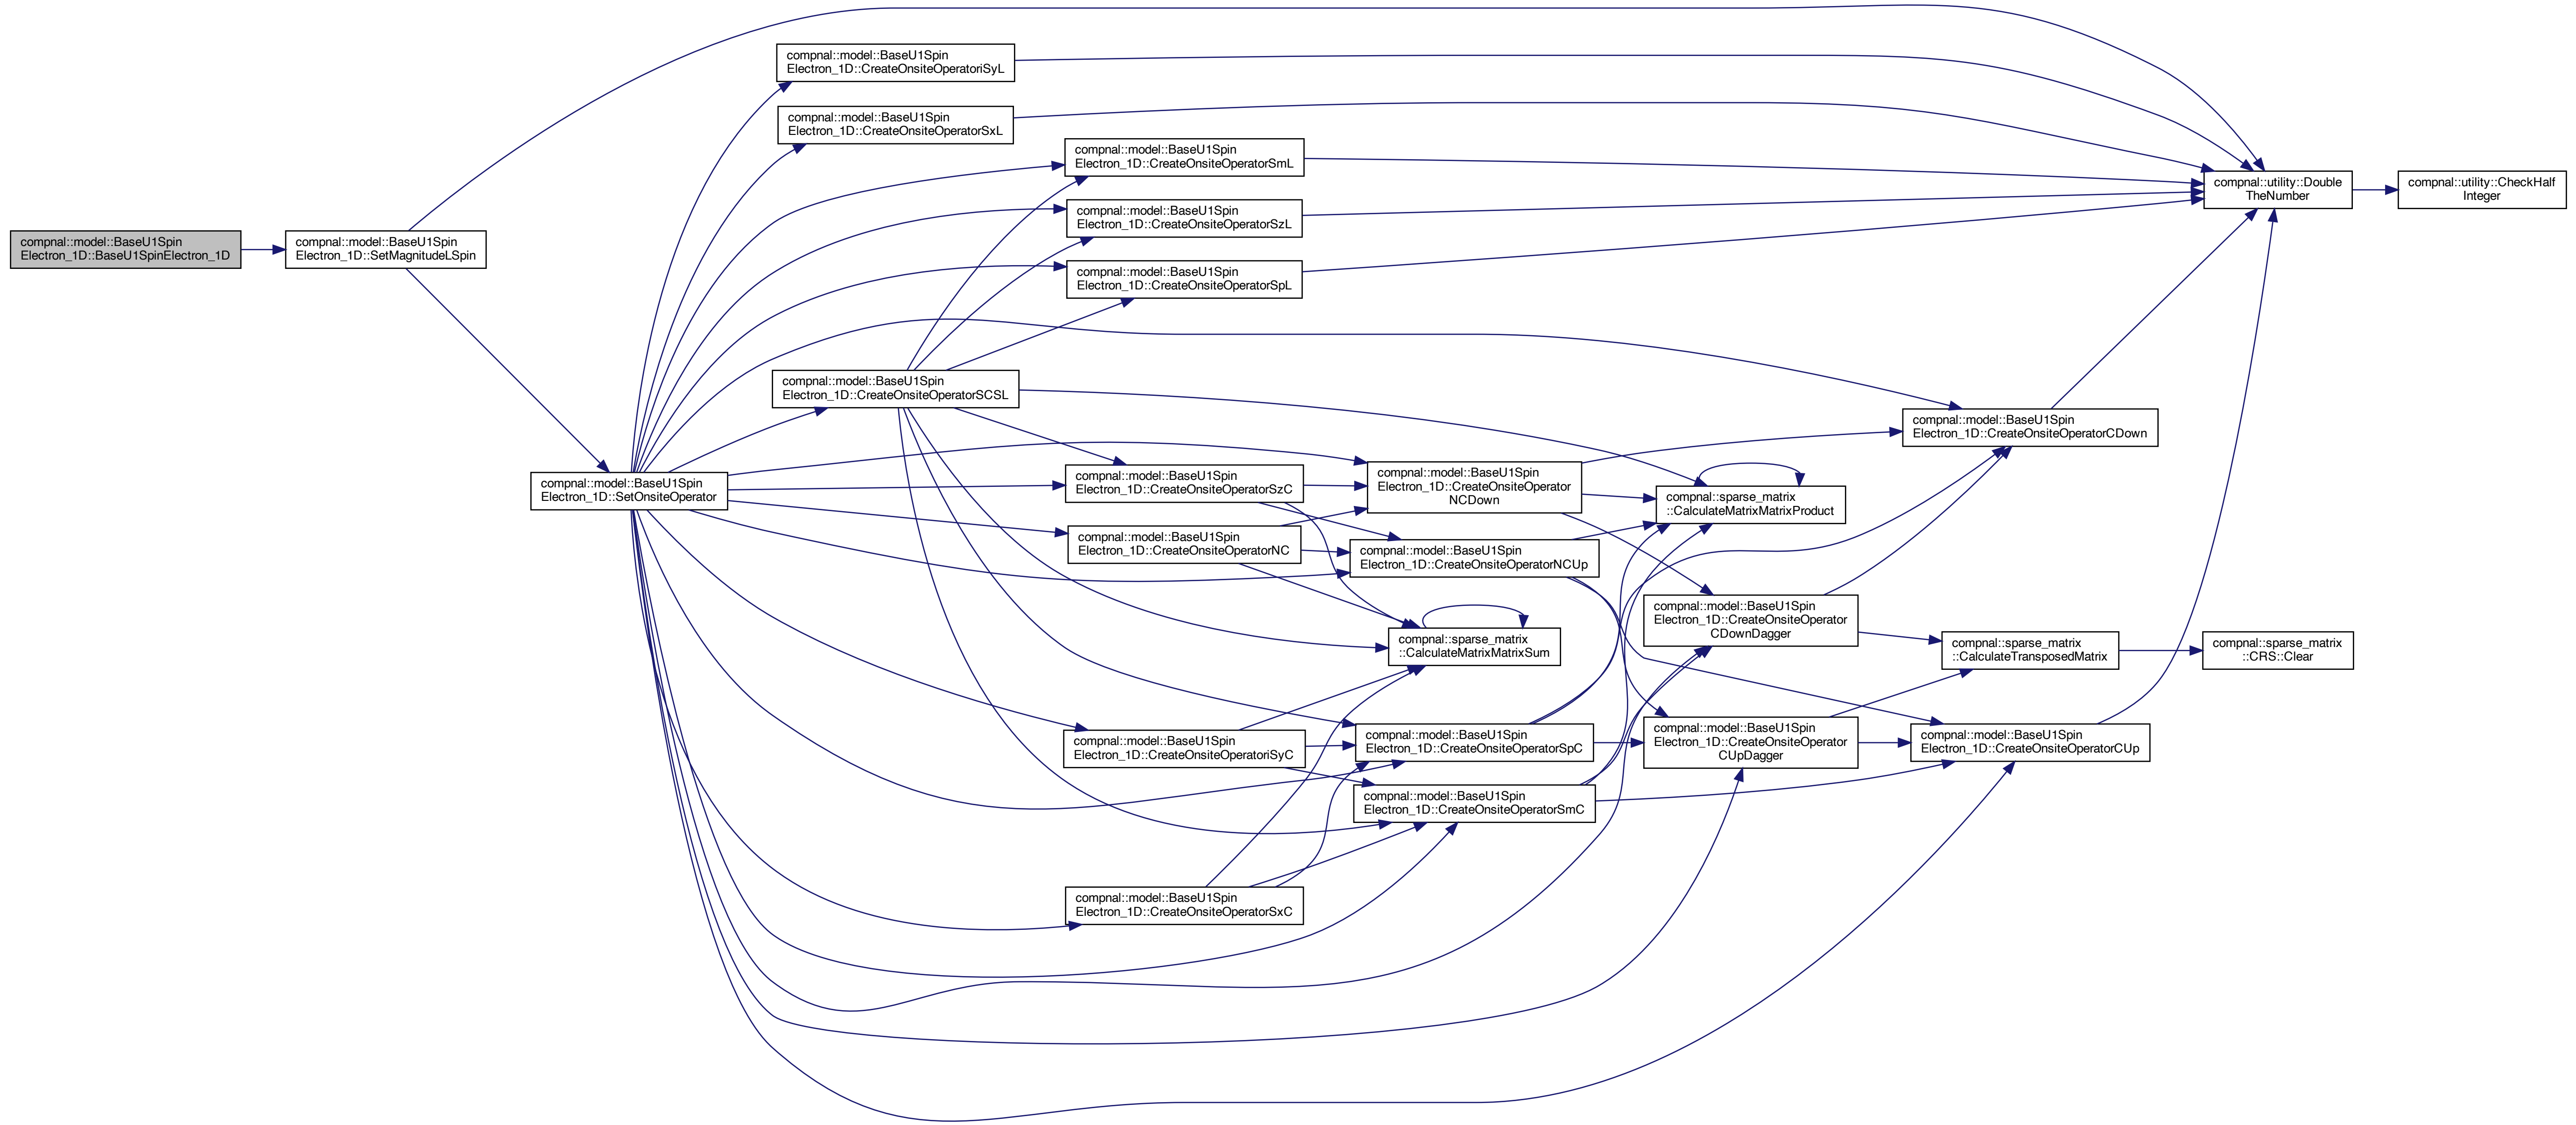 compnal::model::BaseU1Spin
Electron_1D::BaseU1SpinElectron_1D
compnal::model::BaseU1Spin
Electron_1D::SetMagnitudeLSpin
compnal::model::BaseU1Spin
Electron_1D::SetOnsiteOperator
compnal::model::BaseU1Spin
Electron_1D::CreateOnsiteOperatoriSyL
compnal::model::BaseU1Spin
Electron_1D::CreateOnsiteOperatorSxL
compnal::model::BaseU1Spin
Electron_1D::CreateOnsiteOperatorSCSL
compnal::model::BaseU1Spin
Electron_1D::CreateOnsiteOperatorSmL
compnal::model::BaseU1Spin
Electron_1D::CreateOnsiteOperatorSzL
compnal::model::BaseU1Spin
Electron_1D::CreateOnsiteOperatorSpL
compnal::model::BaseU1Spin
Electron_1D::CreateOnsiteOperatorSzC
compnal::model::BaseU1Spin
Electron_1D::CreateOnsiteOperatorNC
compnal::model::BaseU1Spin
Electron_1D::CreateOnsiteOperatoriSyC
compnal::model::BaseU1Spin
Electron_1D::CreateOnsiteOperatorSxC
compnal::model::BaseU1Spin
Electron_1D::CreateOnsiteOperator
NCDown
compnal::model::BaseU1Spin
Electron_1D::CreateOnsiteOperatorNCUp
compnal::sparse_matrix
::CalculateMatrixMatrixSum
compnal::model::BaseU1Spin
Electron_1D::CreateOnsiteOperatorSpC
compnal::model::BaseU1Spin
Electron_1D::CreateOnsiteOperatorSmC
compnal::sparse_matrix
::CalculateMatrixMatrixProduct
compnal::model::BaseU1Spin
Electron_1D::CreateOnsiteOperator
CDownDagger
compnal::model::BaseU1Spin
Electron_1D::CreateOnsiteOperator
CUpDagger
compnal::model::BaseU1Spin
Electron_1D::CreateOnsiteOperatorCDown
compnal::sparse_matrix
::CalculateTransposedMatrix
compnal::model::BaseU1Spin
Electron_1D::CreateOnsiteOperatorCUp
compnal::utility::Double
TheNumber
compnal::sparse_matrix
::CRS::Clear
compnal::utility::CheckHalf
Integer